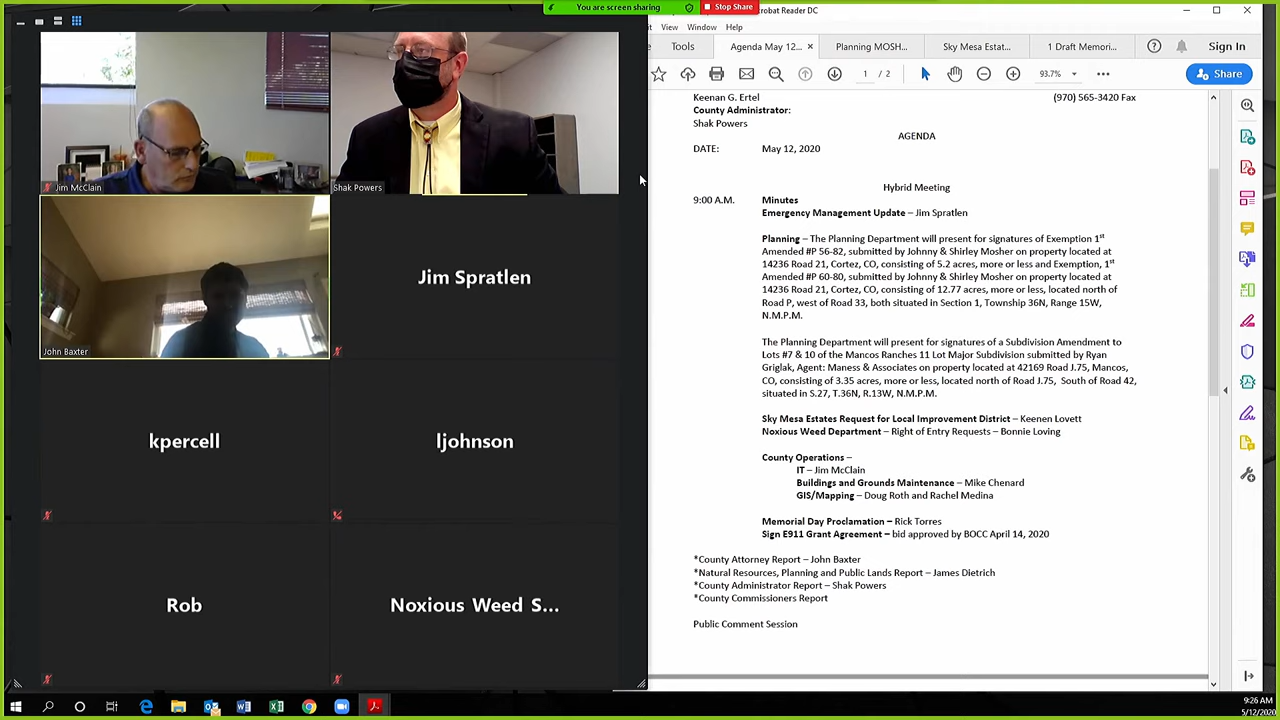 You are screen sharing
Stop Share
crobat Reader DC
View Window Help
Tools
Agenda May 12...
Planning MOSH...
Sky Mesa Estat...
1 Draft Memori...
Sign In
1 / 2
93.7%
Share
Keenan G. Ertel
(970) 565-3420 Fax
County Administrator:
Shak Powers
AGENDA
DATE: May 12, 2020
Hybrid Meeting
9:00 A.M. Minutes
Emergency Management Update – Jim Spratlen
Planning – The Planning Department will present for signatures of Exemption 1st
Amended #P 56-82, submitted by Johnny & Shirley Mosher on property located at
14236 Road 21, Cortez, CO, consisting of 5.2 acres, more or less and Exemption, 1st
Amended #P 60-80, submitted by Johnny & Shirley Mosher on property located at
14236 Road 21, Cortez, CO, consisting of 12.77 acres, more or less, located north of
Road P, west of Road 33, both situated in Section 1, Township 36N, Range 15W,
N.M.P.M.
The Planning Department will present for signatures of a Subdivision Amendment to
Lots #7 & 10 of the Mancos Ranches 11 Lot Major Subdivision submitted by Ryan
Griglak, Agent: Maness & Associates on property located at 42169 Road J.75, Mancos,
CO, consisting of 3.35 acres, more or less, located north of Road J.75, South of Road 42,
situated in S.27, T.36N, R.13W, N.M.P.M.
Sky Mesa Estates Request for Local Improvement District – Keenen Lovett
Noxious Weed Department – Right of Entry Requests – Bonnie Loving
County Operations –
IT – Jim McClain
Buildings and Grounds Maintenance – Mike Chenard
GIS/Mapping – Doug Roth and Rachel Medina
Memorial Day Proclamation – Rick Torres
Sign E911 Grant Agreement – bid approved by BOCC April 14, 2020
*County Attorney Report – John Baxter
*Natural Resources, Planning and Public Lands Report – James Dietrich
*County Administrator Report – Shak Powers
*County Commissioners Report
Public Comment Session
Jim McClain
Shak Powers
John Baxter
Jim Spratlen
kpercell
ljohnson
Rob
Noxious Weed S...
9:26 AM
5/12/2020